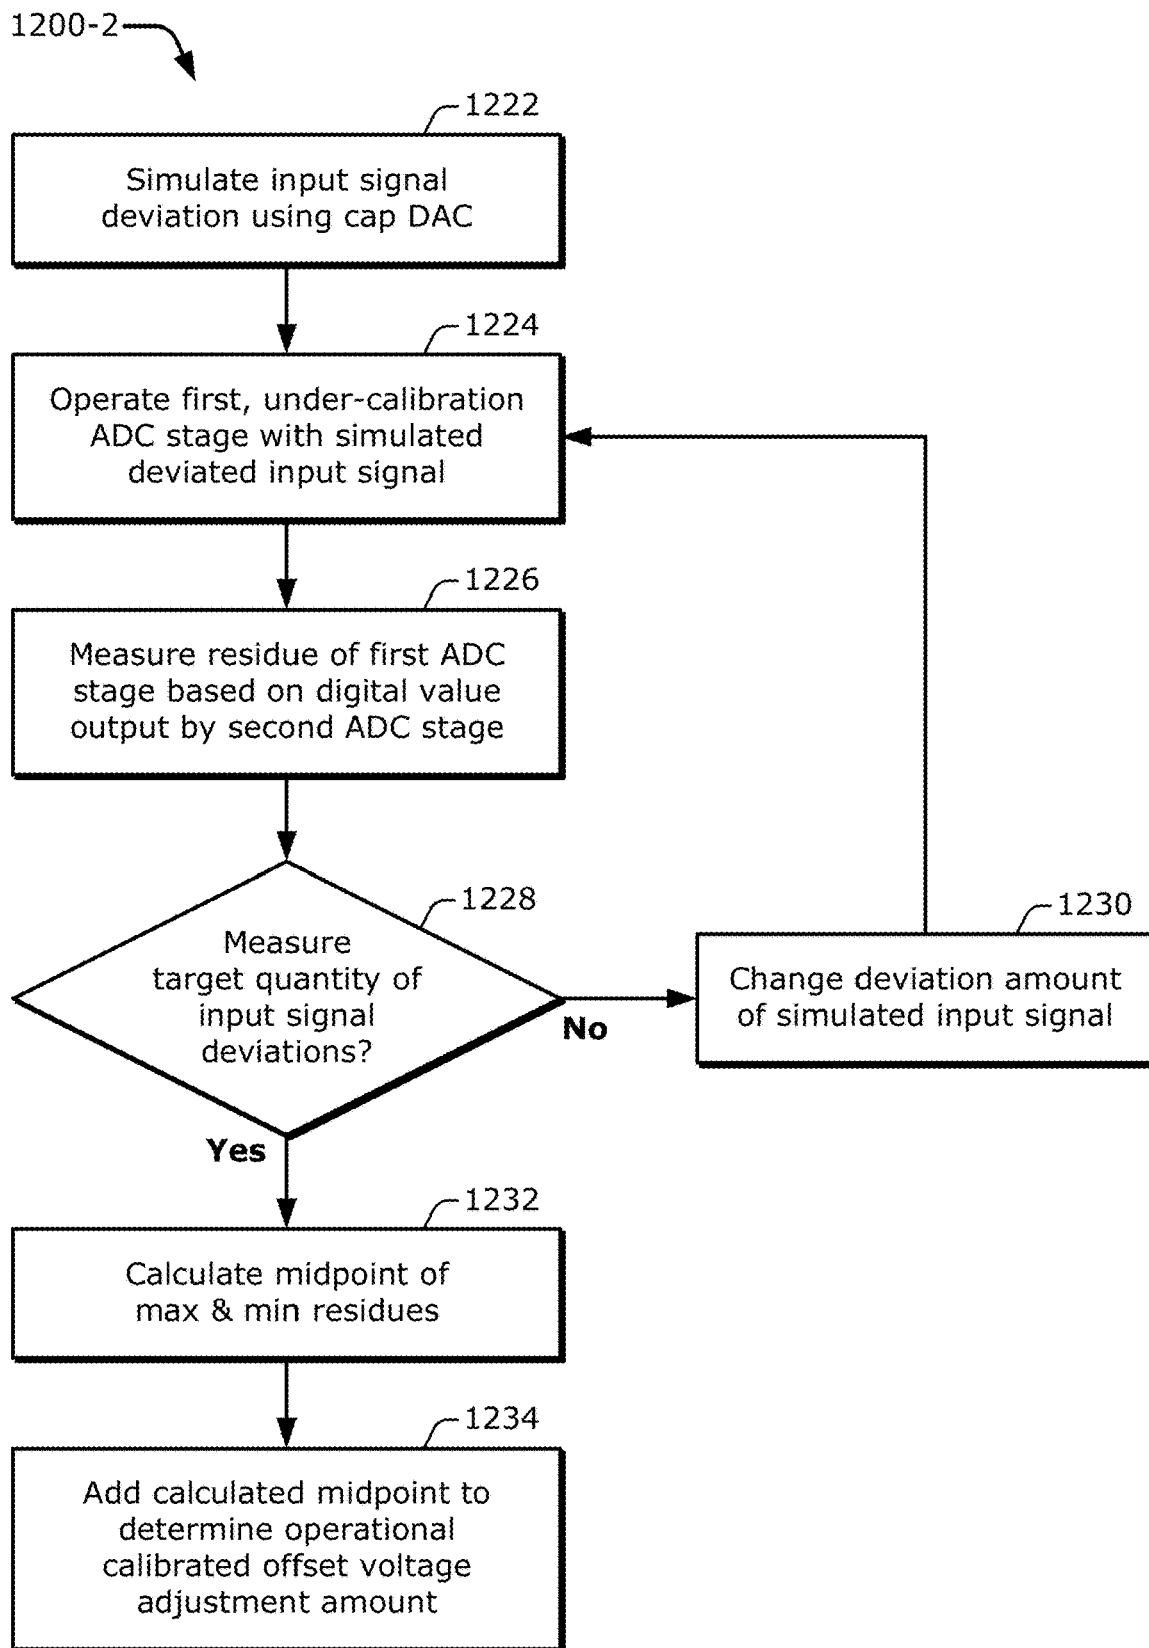 1200-2
1222
Simulate input signal
deviation using cap DAC
1224
Operate first, under-calibration
ADC stage with simulated
deviated input signal
1226
Measure residue of first ADC
stage based on digital value
output by second ADC stage
1228
Measure
target quantity of
input signal
deviations?
No
1230
Change deviation amount
of simulated input signal
Yes
1232
Calculate midpoint of
max & min residues
1234
Add calculated midpoint to
determine operational
calibrated offset voltage
adjustment amount